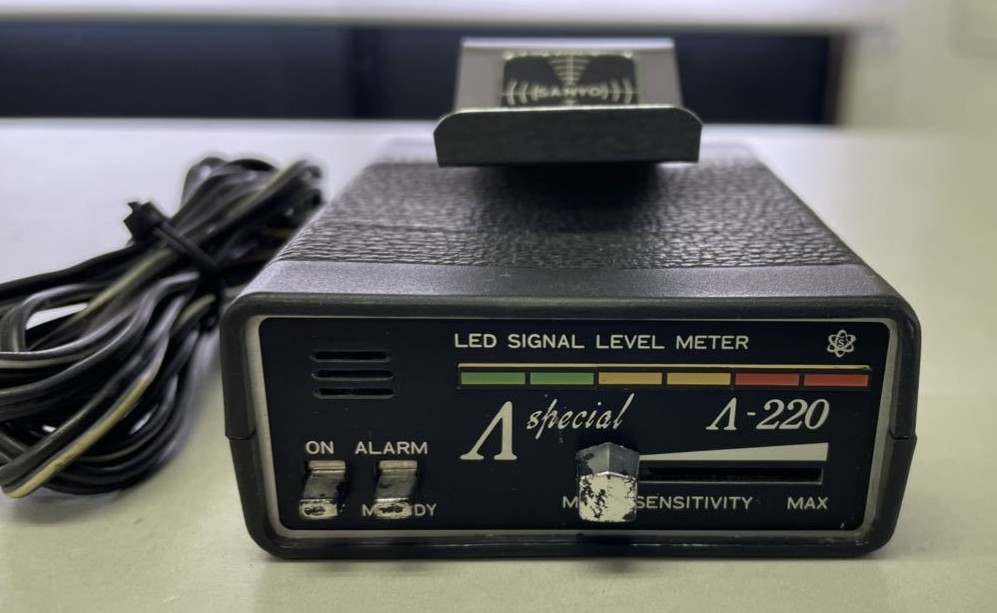 SANYO
LED SIGNAL LEVEL METER
S
Λ special Λ-220
ON ALARM
SENSITIVITY MAX